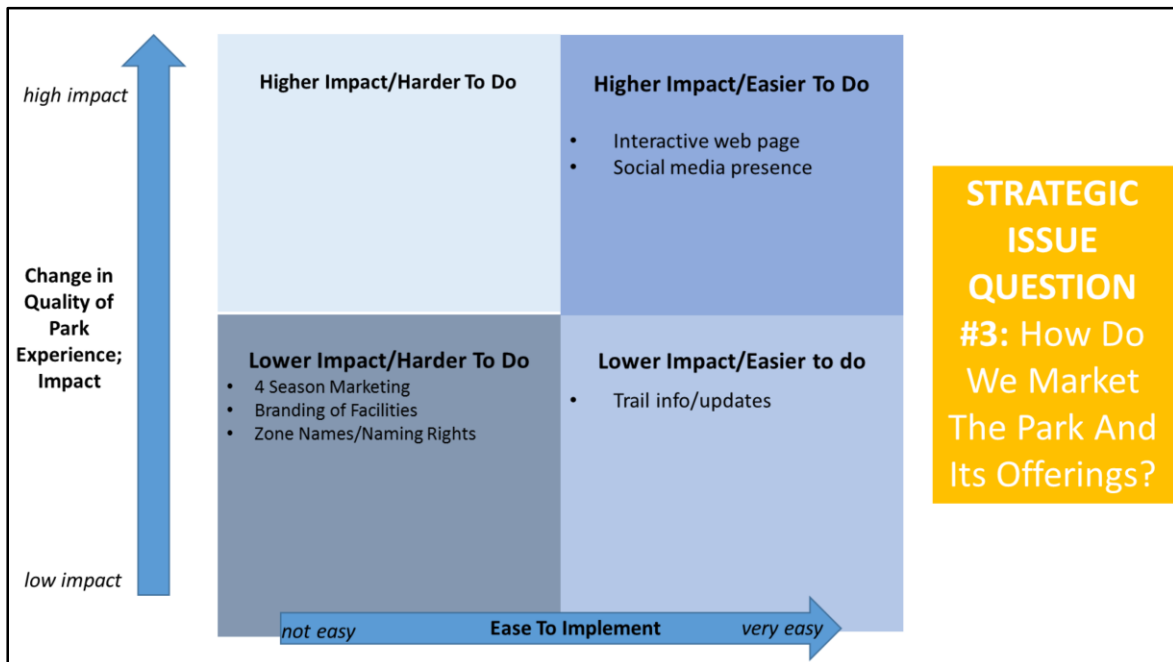 high impact
Change in
Quality of
Park
Experience;
Impact
low impact
Higher Impact/Harder To Do
Higher Impact/Easier To Do
• Interactive web page
• Social media presence
Lower Impact/Harder To Do
• 4 Season Marketing
• Branding of Facilities
• Zone Names/Naming Rights
Lower Impact/Easier to do
• Trail info/updates
not easy
Ease To Implement
very easy
STRATEGIC
ISSUE
QUESTION
#3: How Do
We Market
The Park And
Its Offerings?